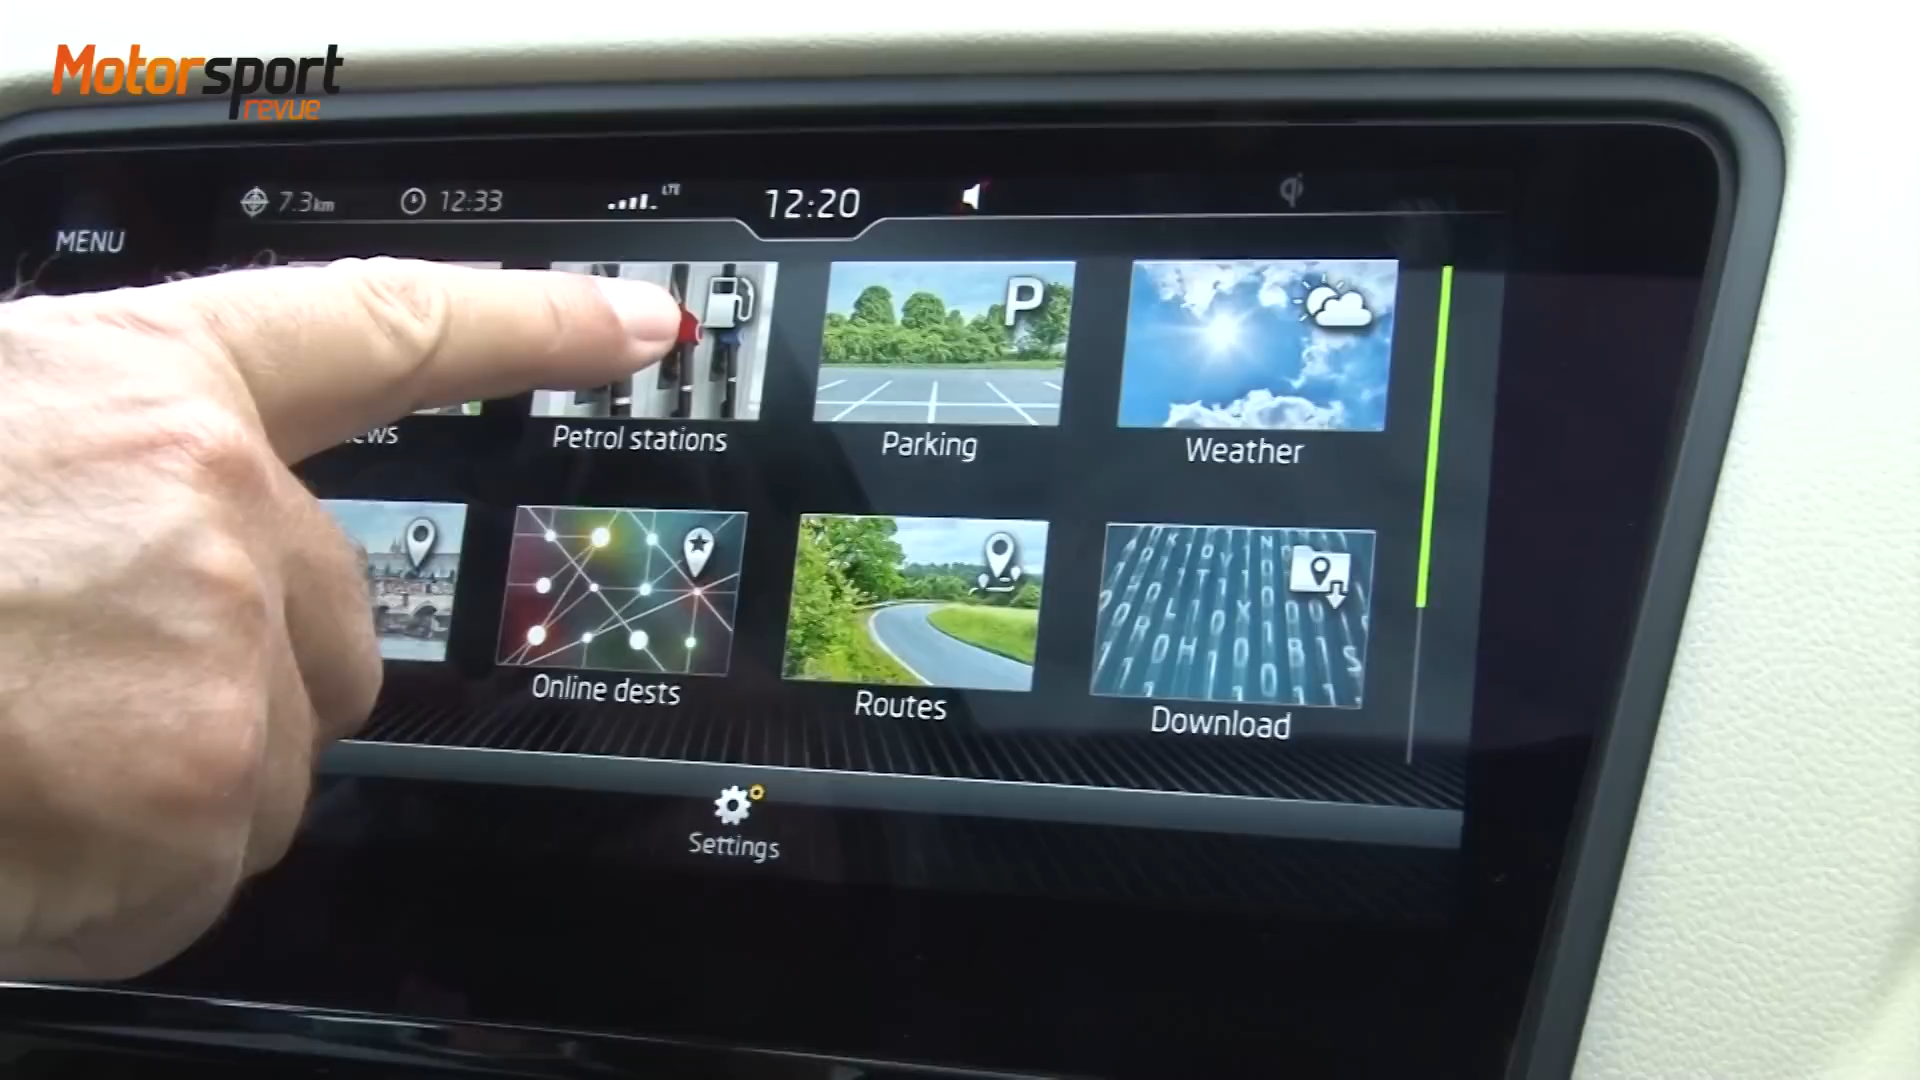 Motorsport
revue
7.3km 12:33 LTE 12:20 qi
MENU
P
Petrol stations Parking Weather
Online dests Routes Download
Settings